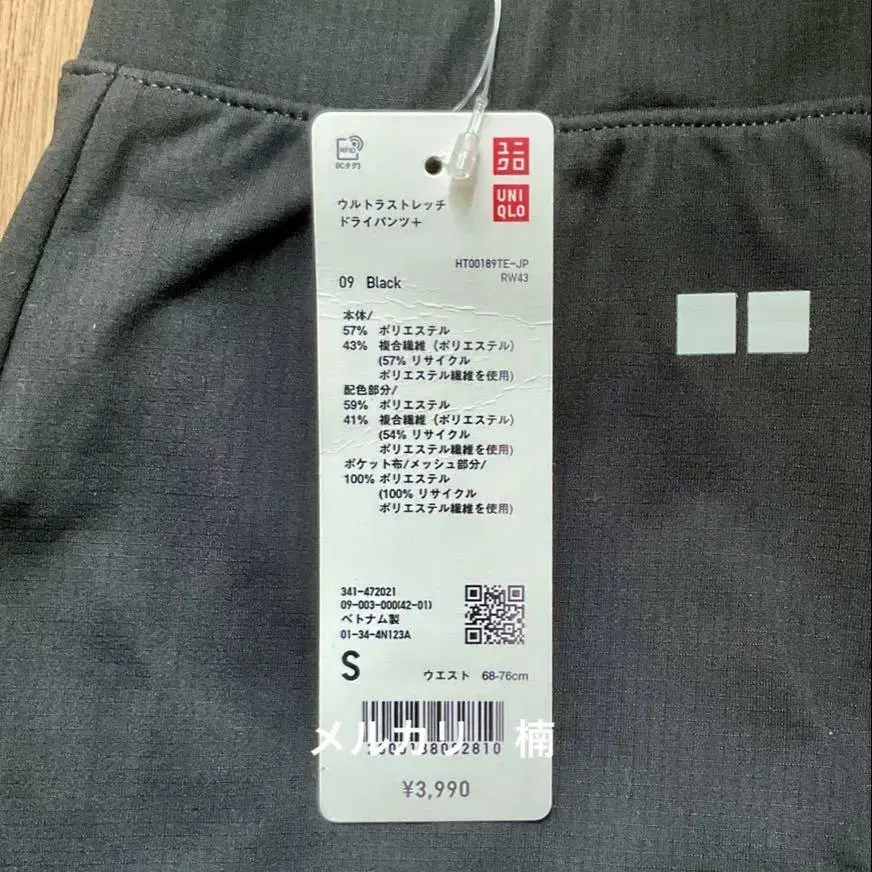 RFID
(ICタグ)
ユニ
クロ
UNI
QLO
ウルトラストレッチ
ドライパンツ+
HT00189TE-JP
RW43
09 Black
本体/
57% ポリエステル
43% 複合繊維 (ポリエステル)
(57% リサイクル
ポリエステル繊維を使用)
配色部分/
59% ポリエステル
41% 複合繊維 (ポリエステル)
(54% リサイクル
ポリエステル繊維を使用)
ポケット布/メッシュ部分/
100% ポリエステル
(100% リサイクル
ポリエステル繊維を使用)
341-472021
09-003-000(42-01)
ベトナム製
01-34-4N123A
S
ウエスト 68-76cm
メルカリ 楠
¥3,990